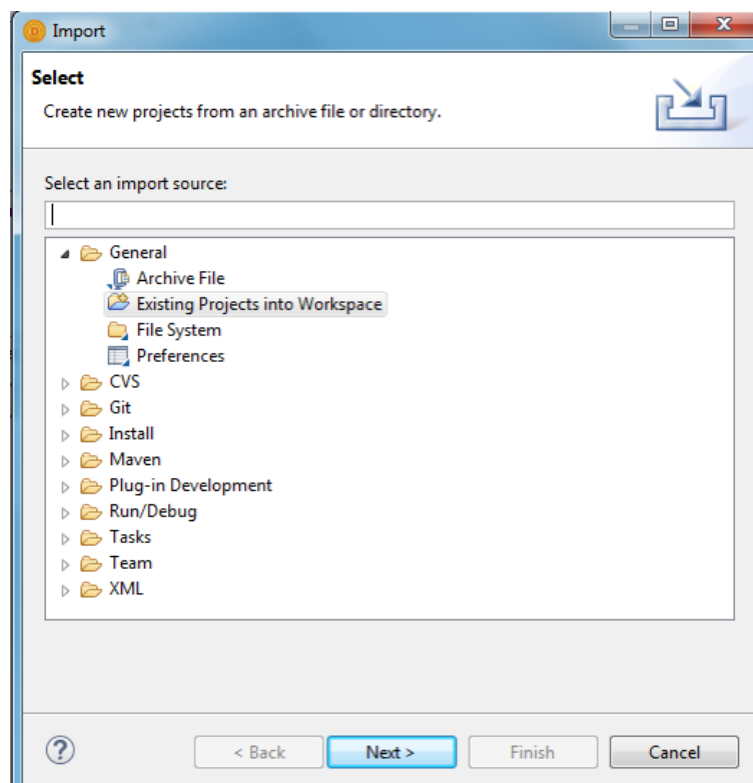 Import
Select
Create new projects from an archive file or directory.
Select an import source:
General
Archive File
Existing Projects into Workspace
File System
Preferences
CVS
Git
Install
Maven
Plug-in Development
Run/Debug
Tasks
Team
XML
? < Back Next > Finish Cancel